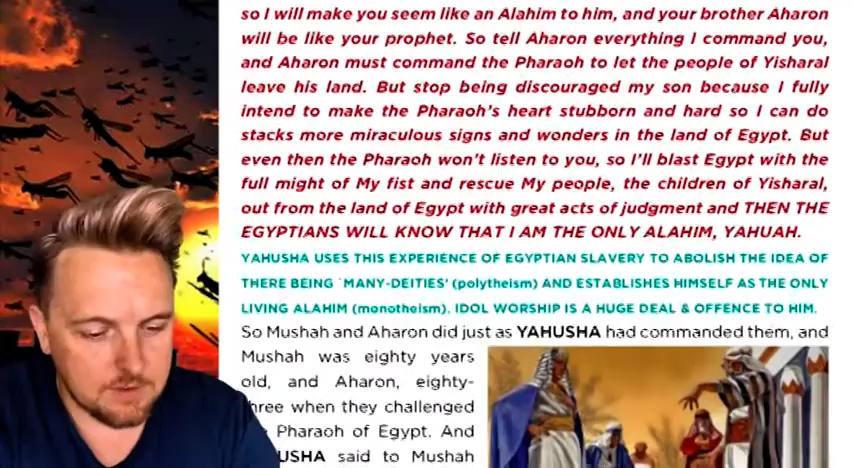 so I will make you seem like an Alahim to him, and your brother Aharon
will be like your prophet. So tell Aharon everything I command you,
and Aharon must command the Pharaoh to let the people of Yisharal
leave his land. But stop being discouraged my son because I fully
intend to make the Pharaoh's heart stubborn and hard so I can do
stacks more miraculous signs and wonders in the land of Egypt. But
even then the Pharaoh won't listen to you, so I'll blast Egypt with the
full might of My fist and rescue My people, the children of Yisharal,
out from the land of Egypt with great acts of judgment and THEN THE
EGYPTIANS WILL KNOW THAT I AM THE ONLY ALAHIM, YAHUAH.
YAHUSHA USES THIS EXPERIENCE OF EGYPTIAN SLAVERY TO ABOLISH THE IDEA OF
THERE BEING 'MANY-DEITIES' (polytheism) AND ESTABLISHES HIMSELF AS THE ONLY
LIVING ALAHIM (monotheism). IDOL WORSHIP IS A HUGE DEAL & OFFENCE TO HIM.
So Mushah and Aharon did just as YAHUSHA had commanded them, and
Mushah was eighty years
old, and Aharon, eighty-
hree when they challenged
Pharaoh of Egypt. And
USHA said to Mushah